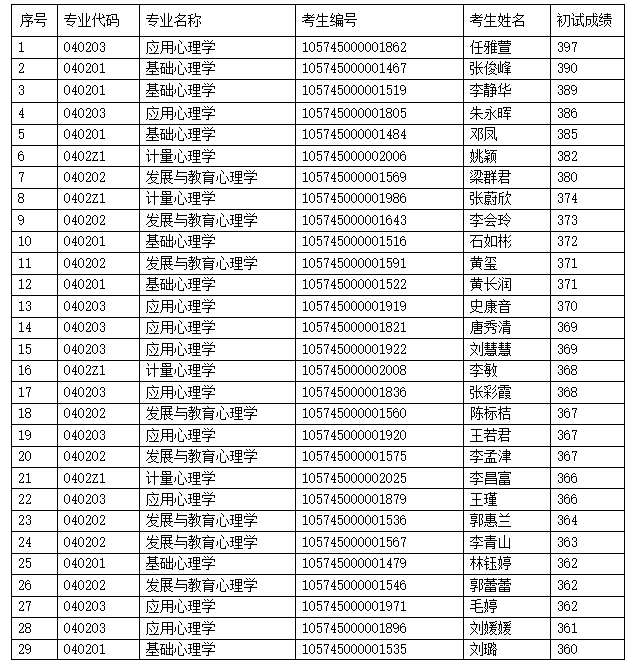 序号 专业代码 专业名称 考生编号 考生姓名 初试成绩
1 040203 应用心理学 105745000001862 任雅萱 397
2 040201 基础心理学 105745000001467 张俊峰 390
3 040201 基础心理学 105745000001519 李静华 389
4 040203 应用心理学 105745000001805 朱永晖 386
5 040201 基础心理学 105745000001484 邓凤 385
6 0402Z1 计量心理学 105745000002006 姚颖 382
7 040202 发展与教育心理学 105745000001569 梁群君 380
8 0402Z1 计量心理学 105745000001986 张蔚欣 374
9 040202 发展与教育心理学 105745000001643 李会玲 373
10 040201 基础心理学 105745000001516 石如彬 372
11 040202 发展与教育心理学 105745000001591 黄玺 371
12 040201 基础心理学 105745000001522 黄长润 371
13 040203 应用心理学 105745000001919 史康音 370
14 040203 应用心理学 105745000001821 唐秀清 369
15 040203 应用心理学 105745000001922 刘慧慧 369
16 0402Z1 计量心理学 105745000002008 李敏 368
17 040203 应用心理学 105745000001836 张彩霞 368
18 040202 发展与教育心理学 105745000001560 陈标桔 367
19 040203 应用心理学 105745000001920 王若君 367
20 040202 发展与教育心理学 105745000001575 李孟津 367
21 0402Z1 计量心理学 105745000002025 李昌富 366
22 040203 应用心理学 105745000001879 王瑾 366
23 040202 发展与教育心理学 105745000001536 郭惠兰 364
24 040202 发展与教育心理学 105745000001567 李青山 363
25 040201 基础心理学 105745000001479 林钰婷 362
26 040202 发展与教育心理学 105745000001546 郭蕾蕾 362
27 040203 应用心理学 105745000001971 毛婷 362
28 040203 应用心理学 105745000001896 刘媛媛 361
29 040201 基础心理学 105745000001535 刘璐 360